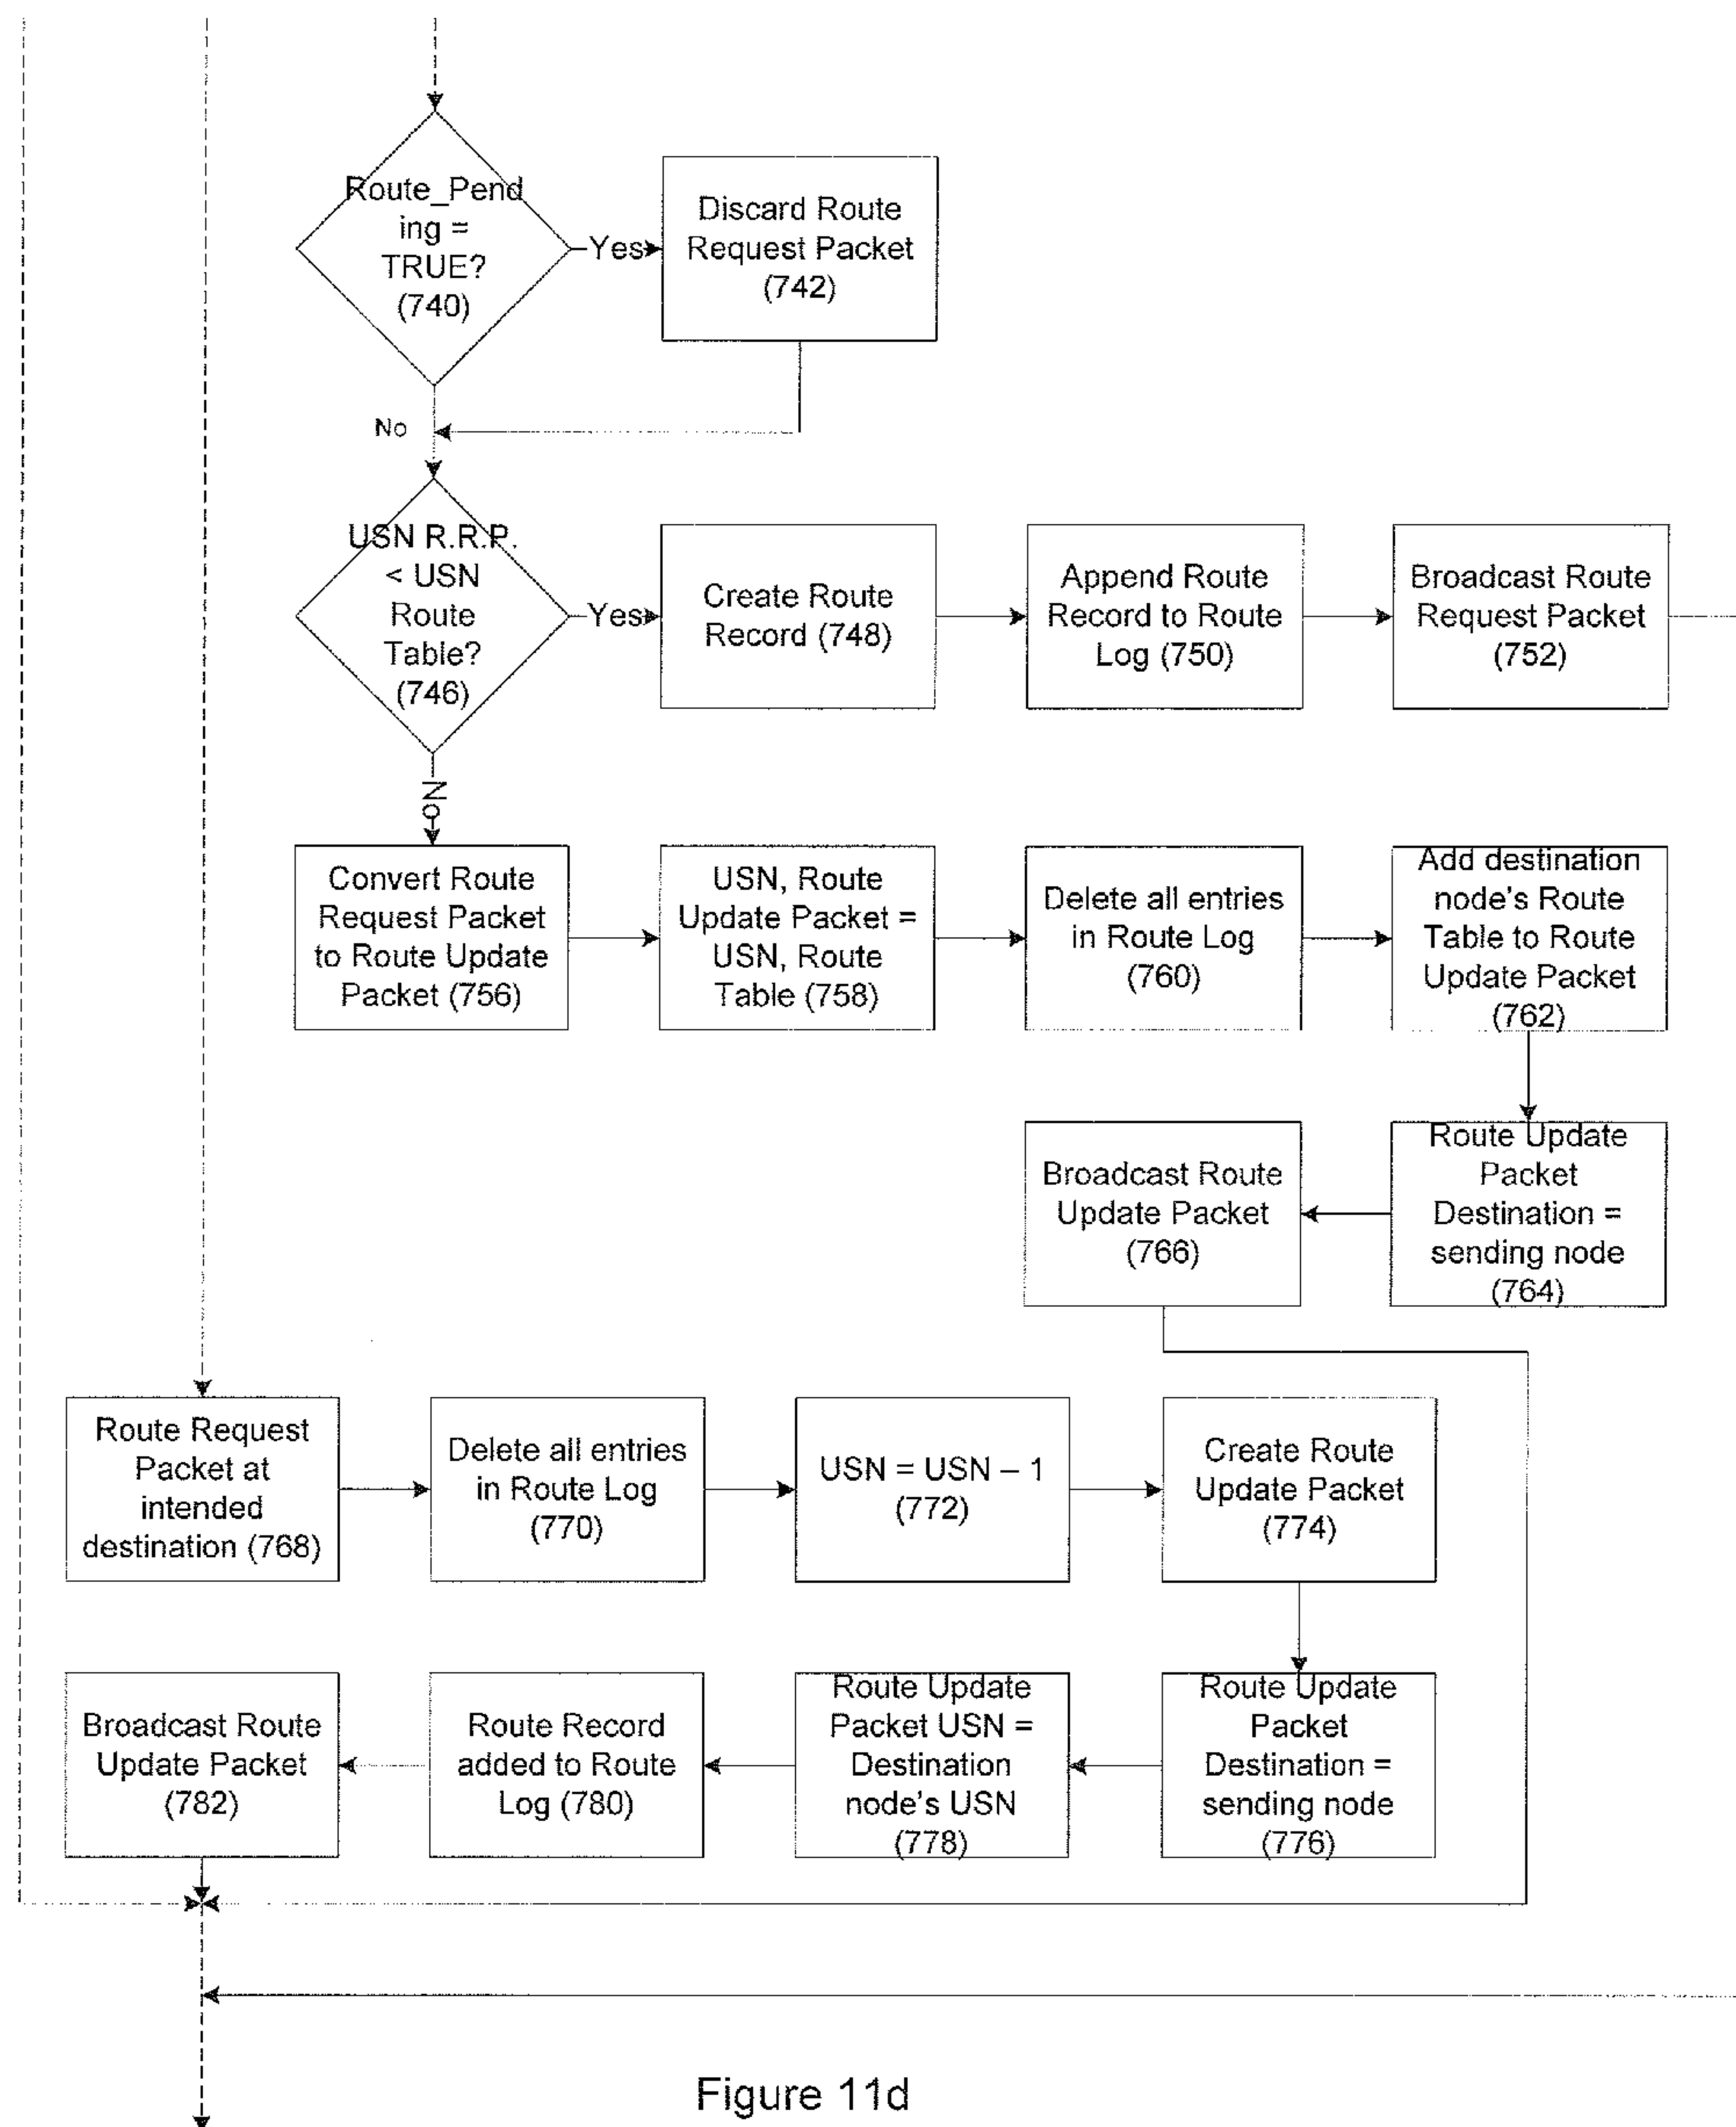 Route_Pend
ing =
TRUE?
(740)
Yes
Discard Route
Request Packet
(742)
No
USN R.R.P.
< USN
Route
Table?
(746)
Yes
Create Route
Record (748)
Append Route
Record to Route
Log (750)
Broadcast Route
Request Packet
(752)
No
Convert Route
Request Packet
to Route Update
Packet (756)
USN, Route
Update Packet =
USN, Route
Table (758)
Delete all entries
in Route Log
(760)
Add destination
node's Route
Table to Route
Update Packet
(762)
Broadcast Route
Update Packet
(766)
Route Update
Packet
Destination =
sending node
(764)
Route Request
Packet at
intended
destination (768)
Delete all entries
in Route Log
(770)
USN = USN – 1
(772)
Create Route
Update Packet
(774)
Broadcast Route
Update Packet
(782)
Route Record
added to Route
Log (780)
Route Update
Packet USN =
Destination
node's USN
(778)
Route Update
Packet
Destination =
sending node
(776)
Figure 11d